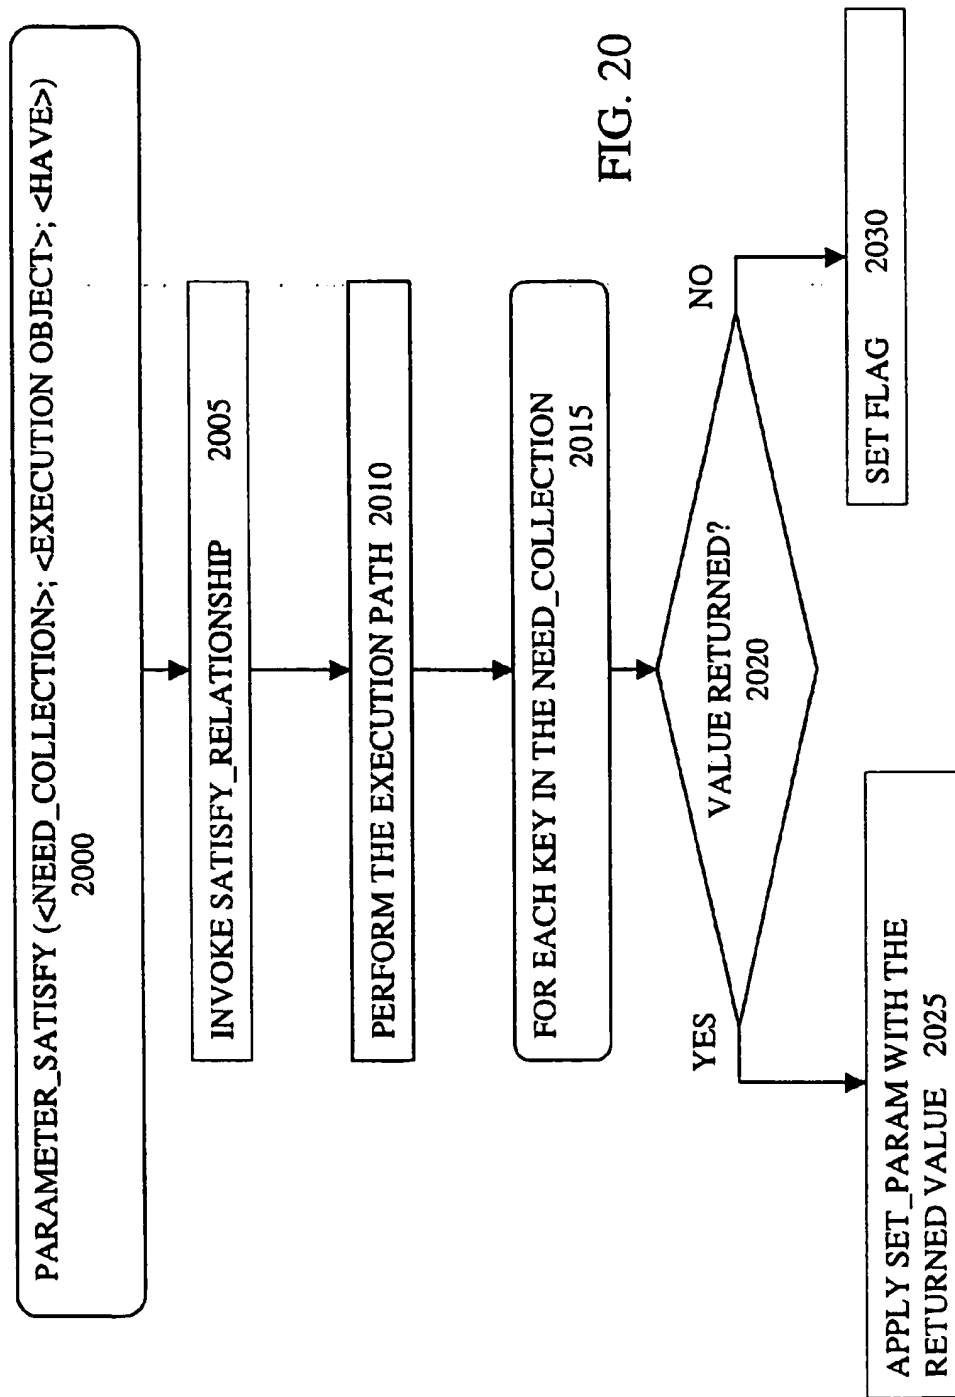 PARAMETER_SATISFY (<NEED_COLLECTION>; <EXECUTION OBJECT>; <HAVE>)
2000
INVOKE SATISFY_RELATIONSHIP 2005
PERFORM THE EXECUTION PATH 2010
FOR EACH KEY IN THE NEED_COLLECTION
2015
VALUE RETURNED?
2020
YES
NO
APPLY SET_PARAM WITH THE
RETURNED VALUE 2025
SET FLAG 2030
FIG. 20